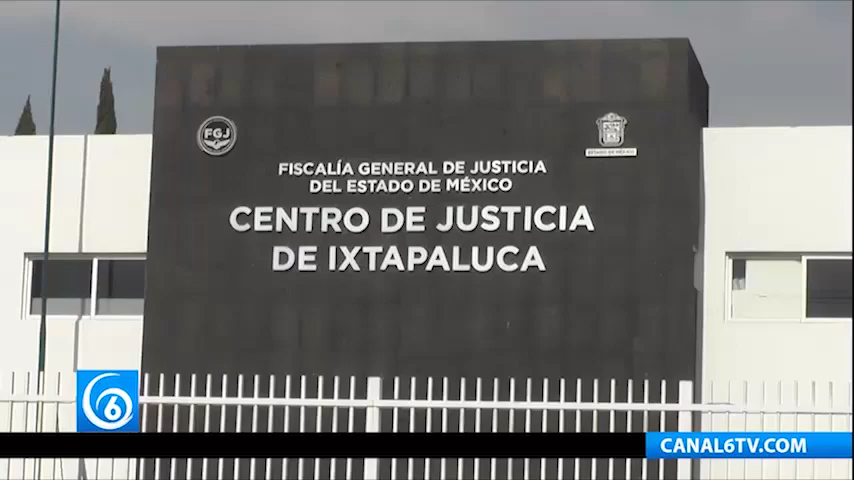 FGJ
ESTADO DE MÉXICO
FISCALÍA GENERAL DE JUSTICIA
DEL ESTADO DE MÉXICO
CENTRO DE JUSTICIA
DE IXTAPALUCA
6
CANAL6TV.COM